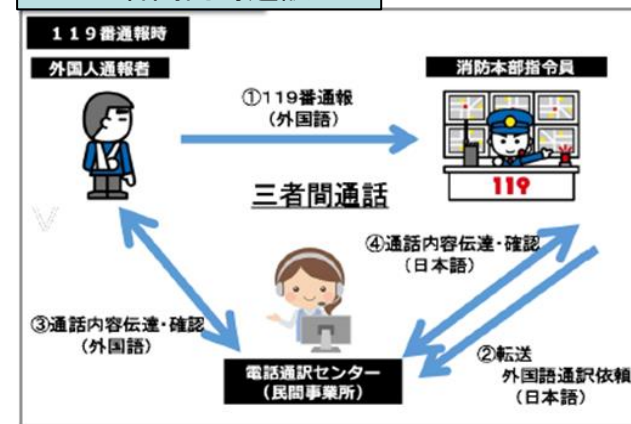 119番通報時
外国人通報者
消防本部指令員
①119番通報
(外国語)
119
三者間通話
④通話内容伝達・確認
(日本語)
③通話内容伝達・確認
(外国語)
②転送
外国語通訳依頼
(日本語)
電話通訳センター
(民間事業所)